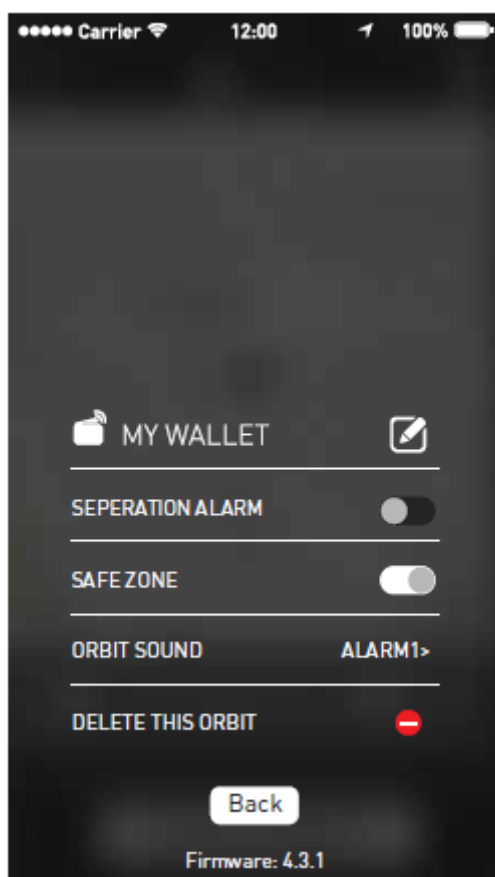 Carrier 12:00 100%
MY WALLET
SEPERATION ALARM
SAFE ZONE
ORBIT SOUND ALARM1>
DELETE THIS ORBIT
Back
Firmware: 4.3.1